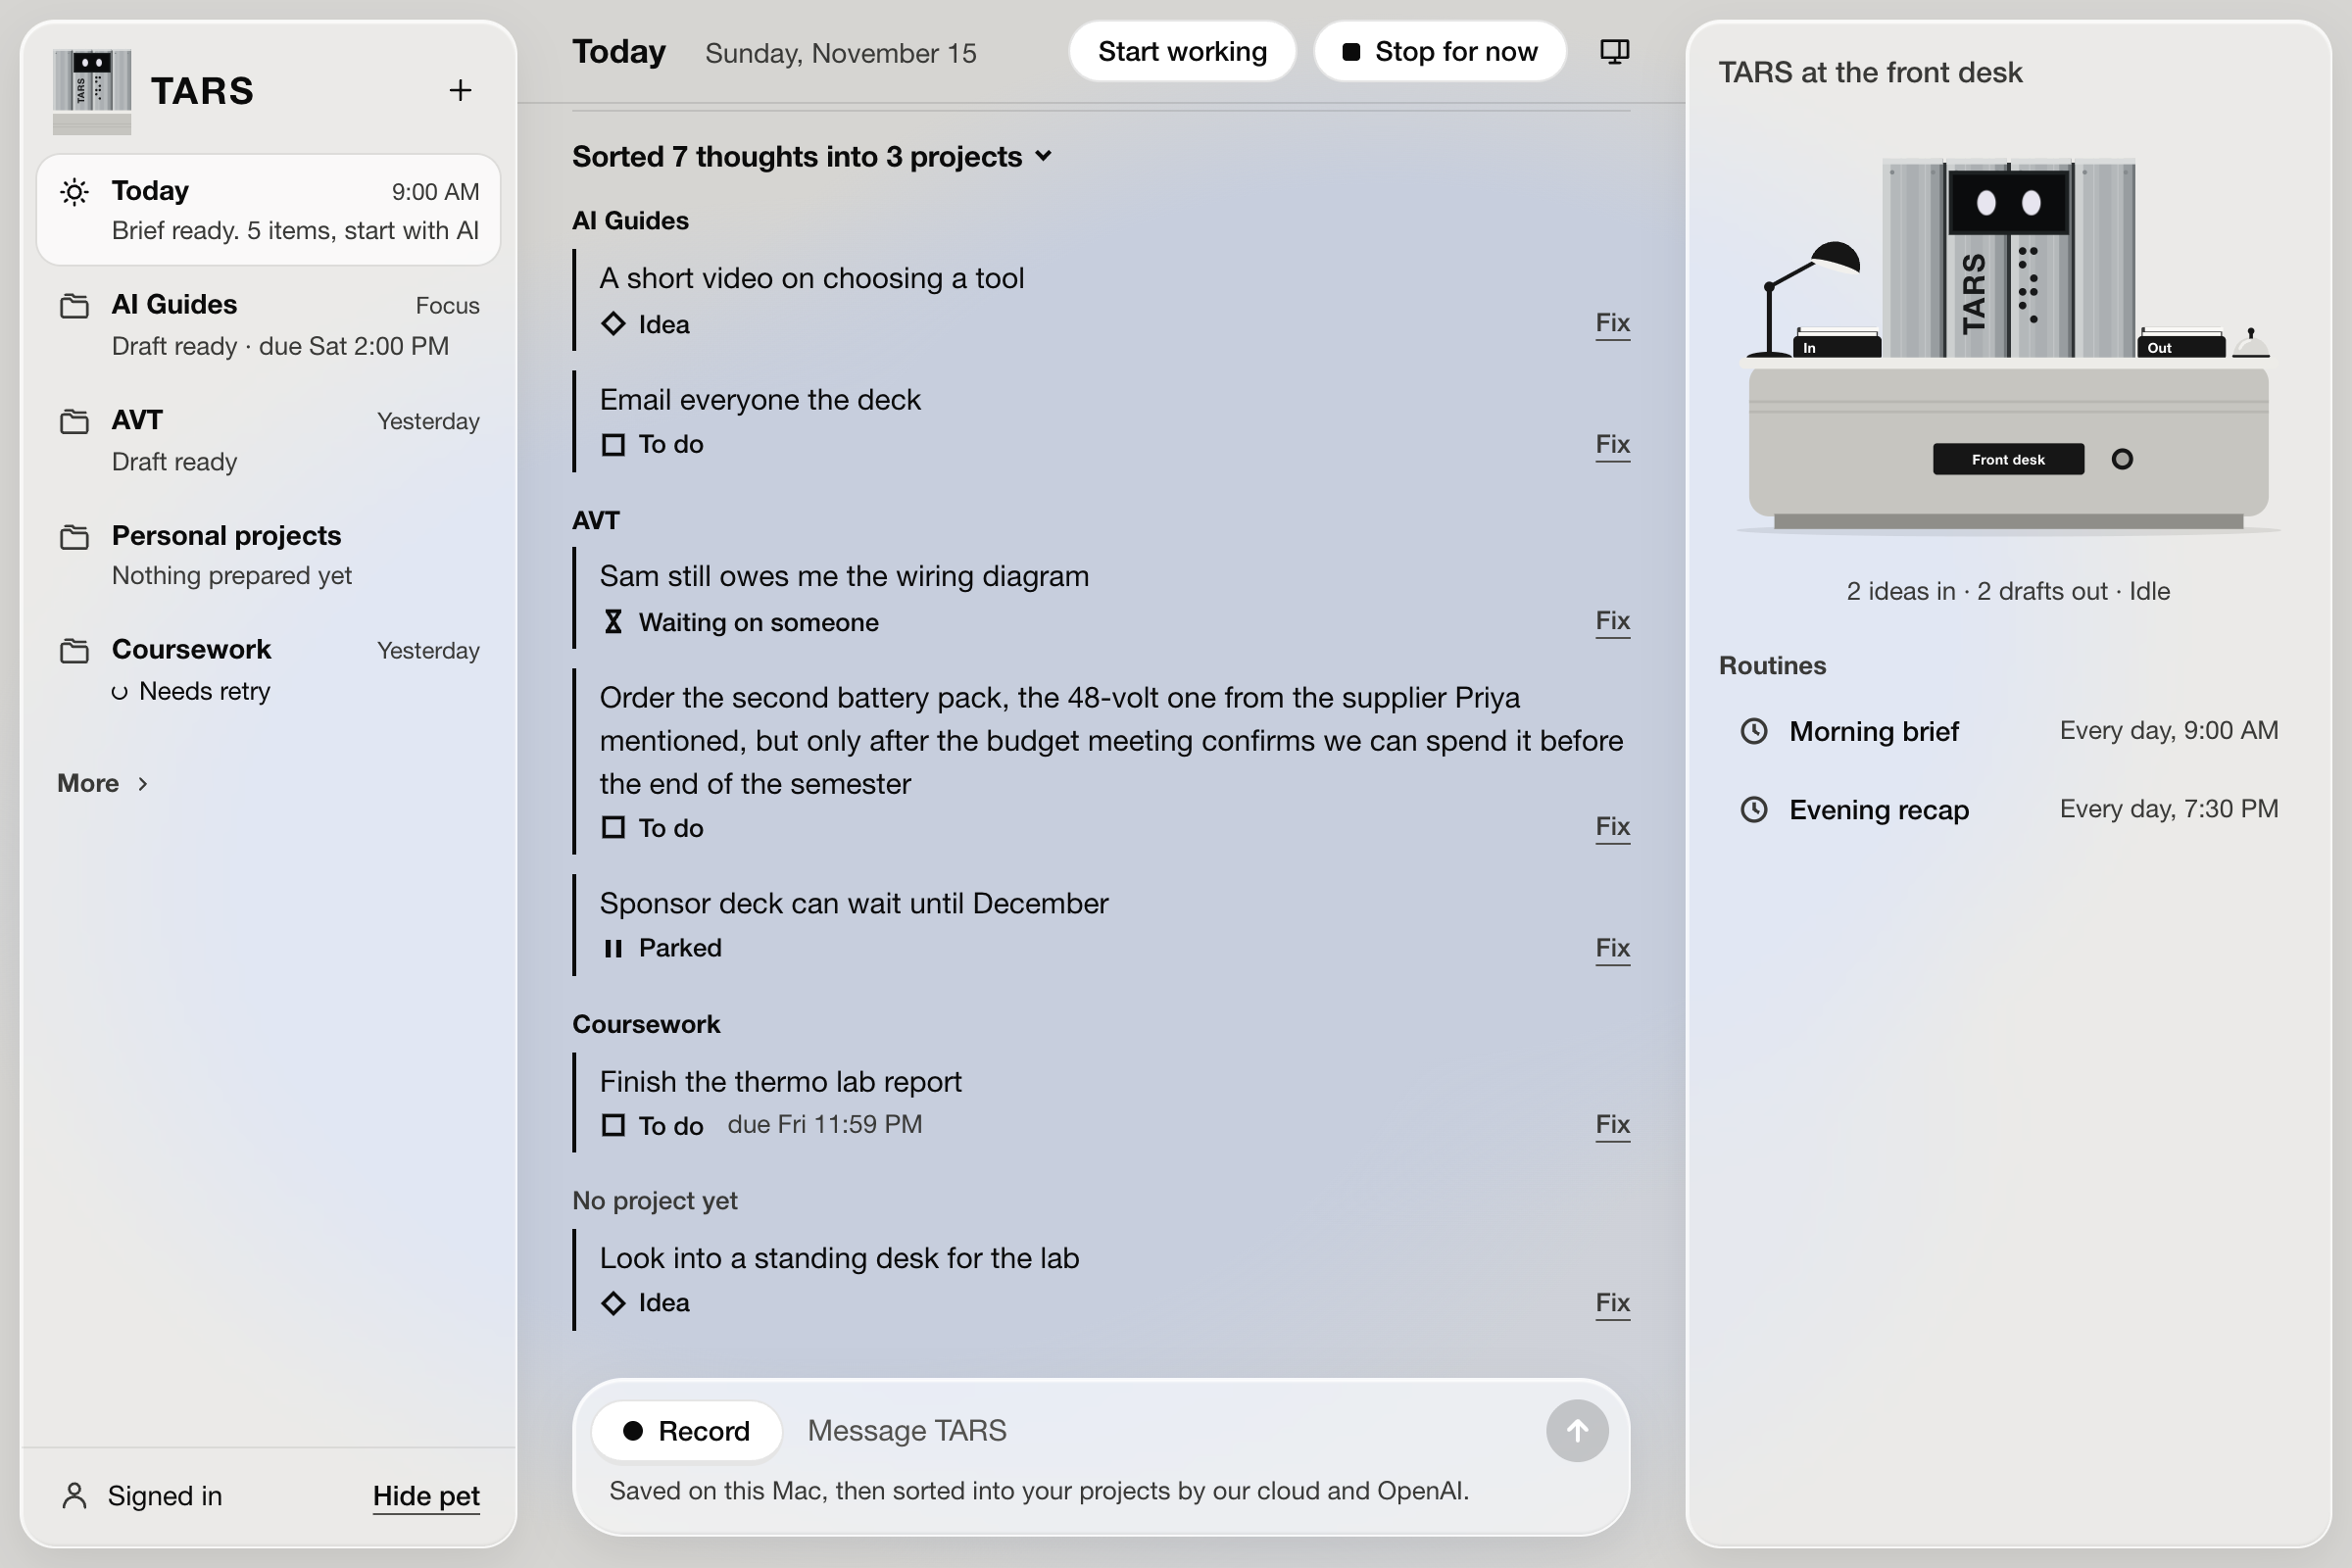 TARS
TARS
Today
9:00 AM
Brief ready. 5 items, start with AI
AI Guides
Focus
Draft ready · due Sat 2:00 PM
AVT
Yesterday
Draft ready
Personal projects
Nothing prepared yet
Coursework
Yesterday
Needs retry
More
Signed in
Hide pet
Today
Sunday, November 15
Start working
Stop for now
Sorted 7 thoughts into 3 projects
AI Guides
A short video on choosing a tool
Idea
Fix
Email everyone the deck
To do
Fix
AVT
Sam still owes me the wiring diagram
Waiting on someone
Fix
Order the second battery pack, the 48-volt one from the supplier Priya
mentioned, but only after the budget meeting confirms we can spend it before
the end of the semester
To do
Fix
Sponsor deck can wait until December
Parked
Fix
Coursework
Finish the thermo lab report
To do
due Fri 11:59 PM
Fix
No project yet
Look into a standing desk for the lab
Idea
Fix
Record
Message TARS
Saved on this Mac, then sorted into your projects by our cloud and OpenAI.
TARS at the front desk
TARS
In
Out
Front desk
2 ideas in · 2 drafts out · Idle
Routines
Morning brief
Every day, 9:00 AM
Evening recap
Every day, 7:30 PM